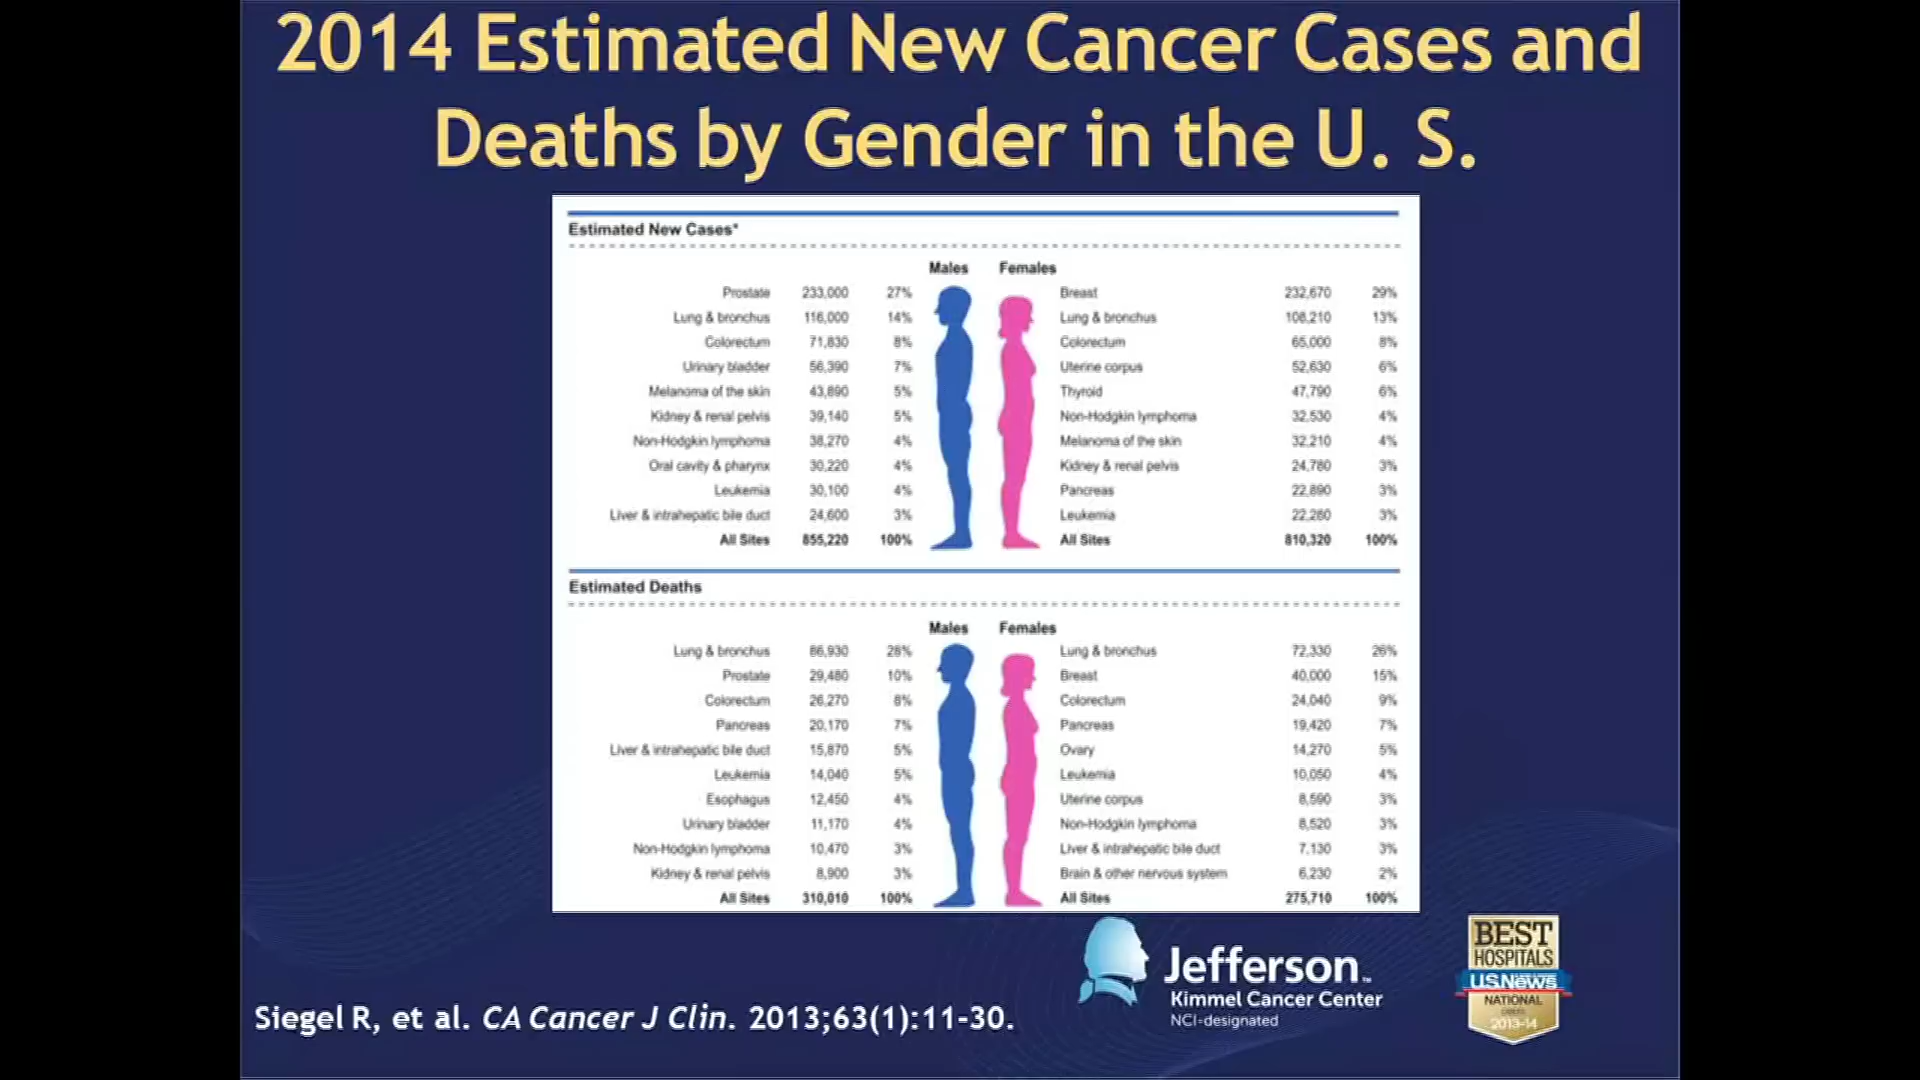 2014 Estimated New Cancer Cases and
Deaths by Gender in the U. S.
Estimated New Cases*
Males Females
Prostate 233,000 27% Breast 232,670 29%
Lung & bronchus 116,000 14% Lung & bronchus 108,210 13%
Colorectum 71,830 8% Colorectum 65,000 8%
Urinary bladder 56,390 7% Uterine corpus 52,630 6%
Melanoma of the skin 43,890 5% Thyroid 47,790 6%
Kidney & renal pelvis 39,140 5% Non-Hodgkin lymphoma 32,530 4%
Non-Hodgkin lymphoma 38,270 4% Melanoma of the skin 32,210 4%
Oral cavity & pharynx 30,220 4% Kidney & renal pelvis 24,780 3%
Leukemia 30,100 4% Pancreas 22,890 3%
Liver & intrahepatic bile duct 24,600 3% Leukemia 22,280 3%
All Sites 855,220 100% All Sites 810,320 100%
Estimated Deaths
Males Females
Lung & bronchus 86,930 28% Lung & bronchus 72,330 26%
Prostate 29,480 10% Breast 40,000 15%
Colorectum 26,270 8% Colorectum 24,040 9%
Pancreas 20,170 7% Pancreas 19,420 7%
Liver & intrahepatic bile duct 15,870 5% Ovary 14,270 5%
Leukemia 14,040 5% Leukemia 10,050 4%
Esophagus 12,450 4% Uterine corpus 8,590 3%
Urinary bladder 11,170 4% Non-Hodgkin lymphoma 8,520 3%
Non-Hodgkin lymphoma 10,470 3% Liver & intrahepatic bile duct 7,130 3%
Kidney & renal pelvis 8,900 3% Brain & other nervous system 6,230 2%
All Sites 310,010 100% All Sites 275,710 100%
Siegel R, et al. CA Cancer J Clin. 2013;63(1):11-30.
Jefferson™
Kimmel Cancer Center
NCI-designated
BEST
HOSPITALS
U.S.News
NATIONAL
2013-14